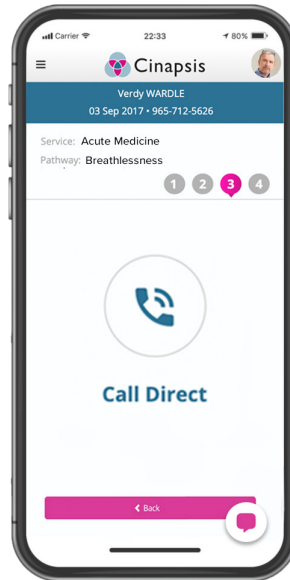 Carrier 22:33 80%
Cinapsis
Verdy WARDLE
03 Sep 2017 • 965-712-5626
Service: Acute Medicine
Pathway: Breathlessness
1 2 3 4
Call Direct
Back